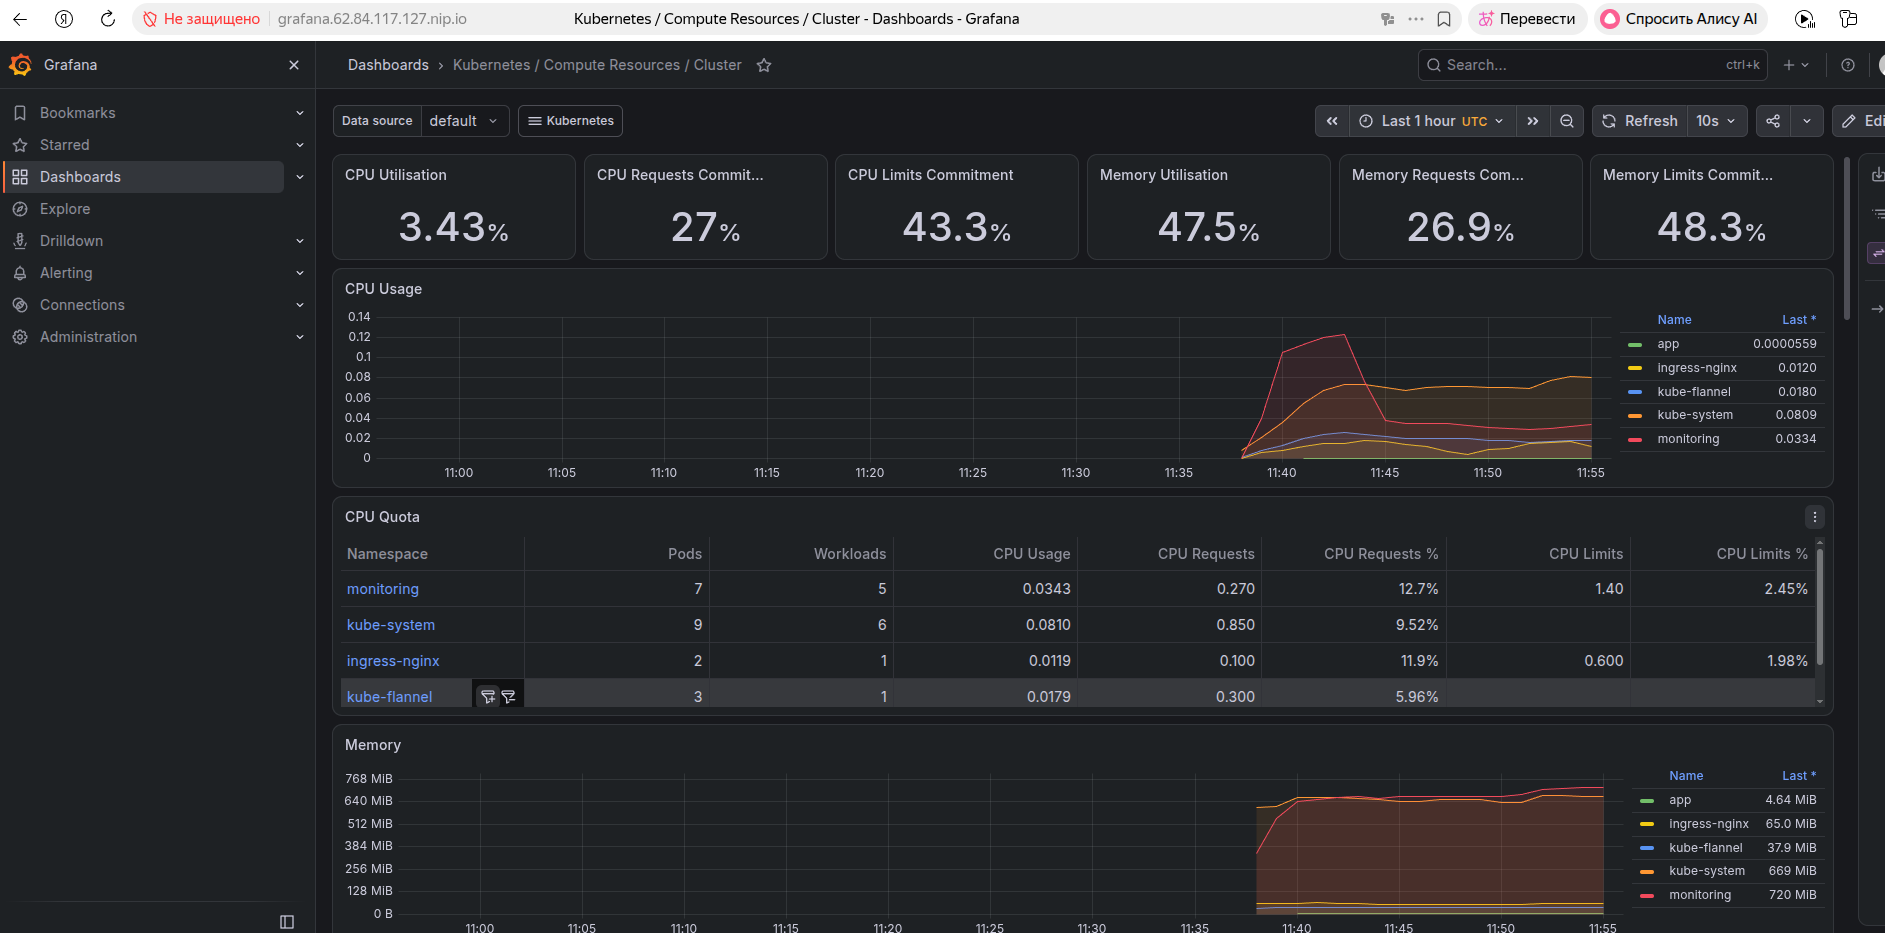 Не защищено grafana.62.84.117.127.nip.io Kubernetes / Compute Resources / Cluster - Dashboards - Grafana Перевести Спросить Алису AI
Grafana Dashboards › Kubernetes / Compute Resources / Cluster Search... ctrl+k
Bookmarks
Starred
Dashboards
Explore
Drilldown
Alerting
Connections
Administration
Data source default Kubernetes Last 1 hour UTC Refresh 10s Edi
CPU Utilisation
3.43%
CPU Requests Commit...
27%
CPU Limits Commitment
43.3%
Memory Utilisation
47.5%
Memory Requests Com...
26.9%
Memory Limits Commit...
48.3%
CPU Usage
0.14
0.12
0.1
0.08
0.06
0.04
0.02
0
11:00 11:05 11:10 11:15 11:20 11:25 11:30 11:35 11:40 11:45 11:50 11:55
Name Last *
app 0.0000559
ingress-nginx 0.0120
kube-flannel 0.0180
kube-system 0.0809
monitoring 0.0334
CPU Quota
Namespace Pods Workloads CPU Usage CPU Requests CPU Requests % CPU Limits CPU Limits %
monitoring 7 5 0.0343 0.270 12.7% 1.40 2.45%
kube-system 9 6 0.0810 0.850 9.52%
ingress-nginx 2 1 0.0119 0.100 11.9% 0.600 1.98%
kube-flannel 3 1 0.0179 0.300 5.96%
Memory
768 MiB
640 MiB
512 MiB
384 MiB
256 MiB
128 MiB
0 B
11:00 11:05 11:10 11:15 11:20 11:25 11:30 11:35 11:40 11:45 11:50 11:55
Name Last *
app 4.64 MiB
ingress-nginx 65.0 MiB
kube-flannel 37.9 MiB
kube-system 669 MiB
monitoring 720 MiB